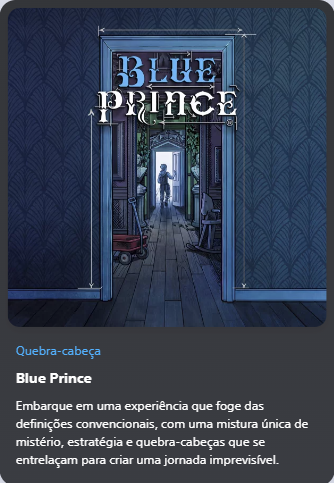 BLUE
PRINCE
Quebra-cabeça
Blue Prince
Embarque em uma experiência que foge das
definições convencionais, com uma mistura única de
mistério, estratégia e quebra-cabeças que se
entrelaçam para criar uma jornada imprevisível.